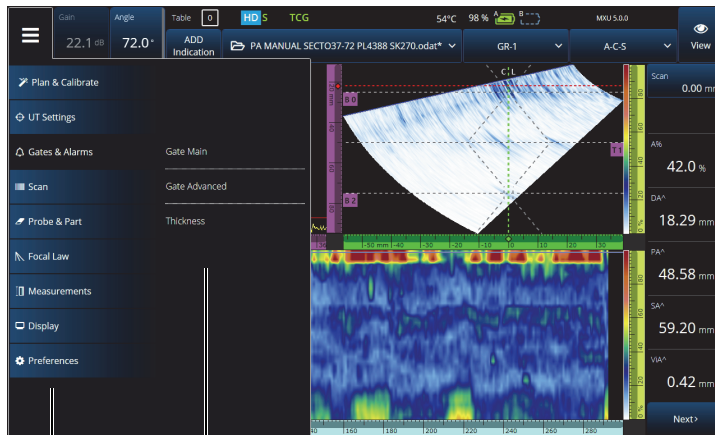 Gain
Angle
Table 0 HD S TCG 54°C 98 % A B MXU 5.0.0
22.1 dB
72.0°
ADD
Indication
PA MANUAL SECTO37-72 PL4388 SK270.odat*
GR-1
A-C-S
View
Plan & Calibrate
UT Settings
Gates & Alarms
Scan
Probe & Part
Focal Law
Measurements
Display
Preferences
Gate Main
Gate Advanced
Thickness
C L
B 0
T 1
B 2
-50 mm -40 -30 -20 -10 0 10 20 30
160 180 200 220 240 260 280
Scan
0.00 mm
A%
42.0 %
DA^
18.29 mm
PA^
48.58 mm
SA^
59.20 mm
ViA^
0.42 mm
Next>